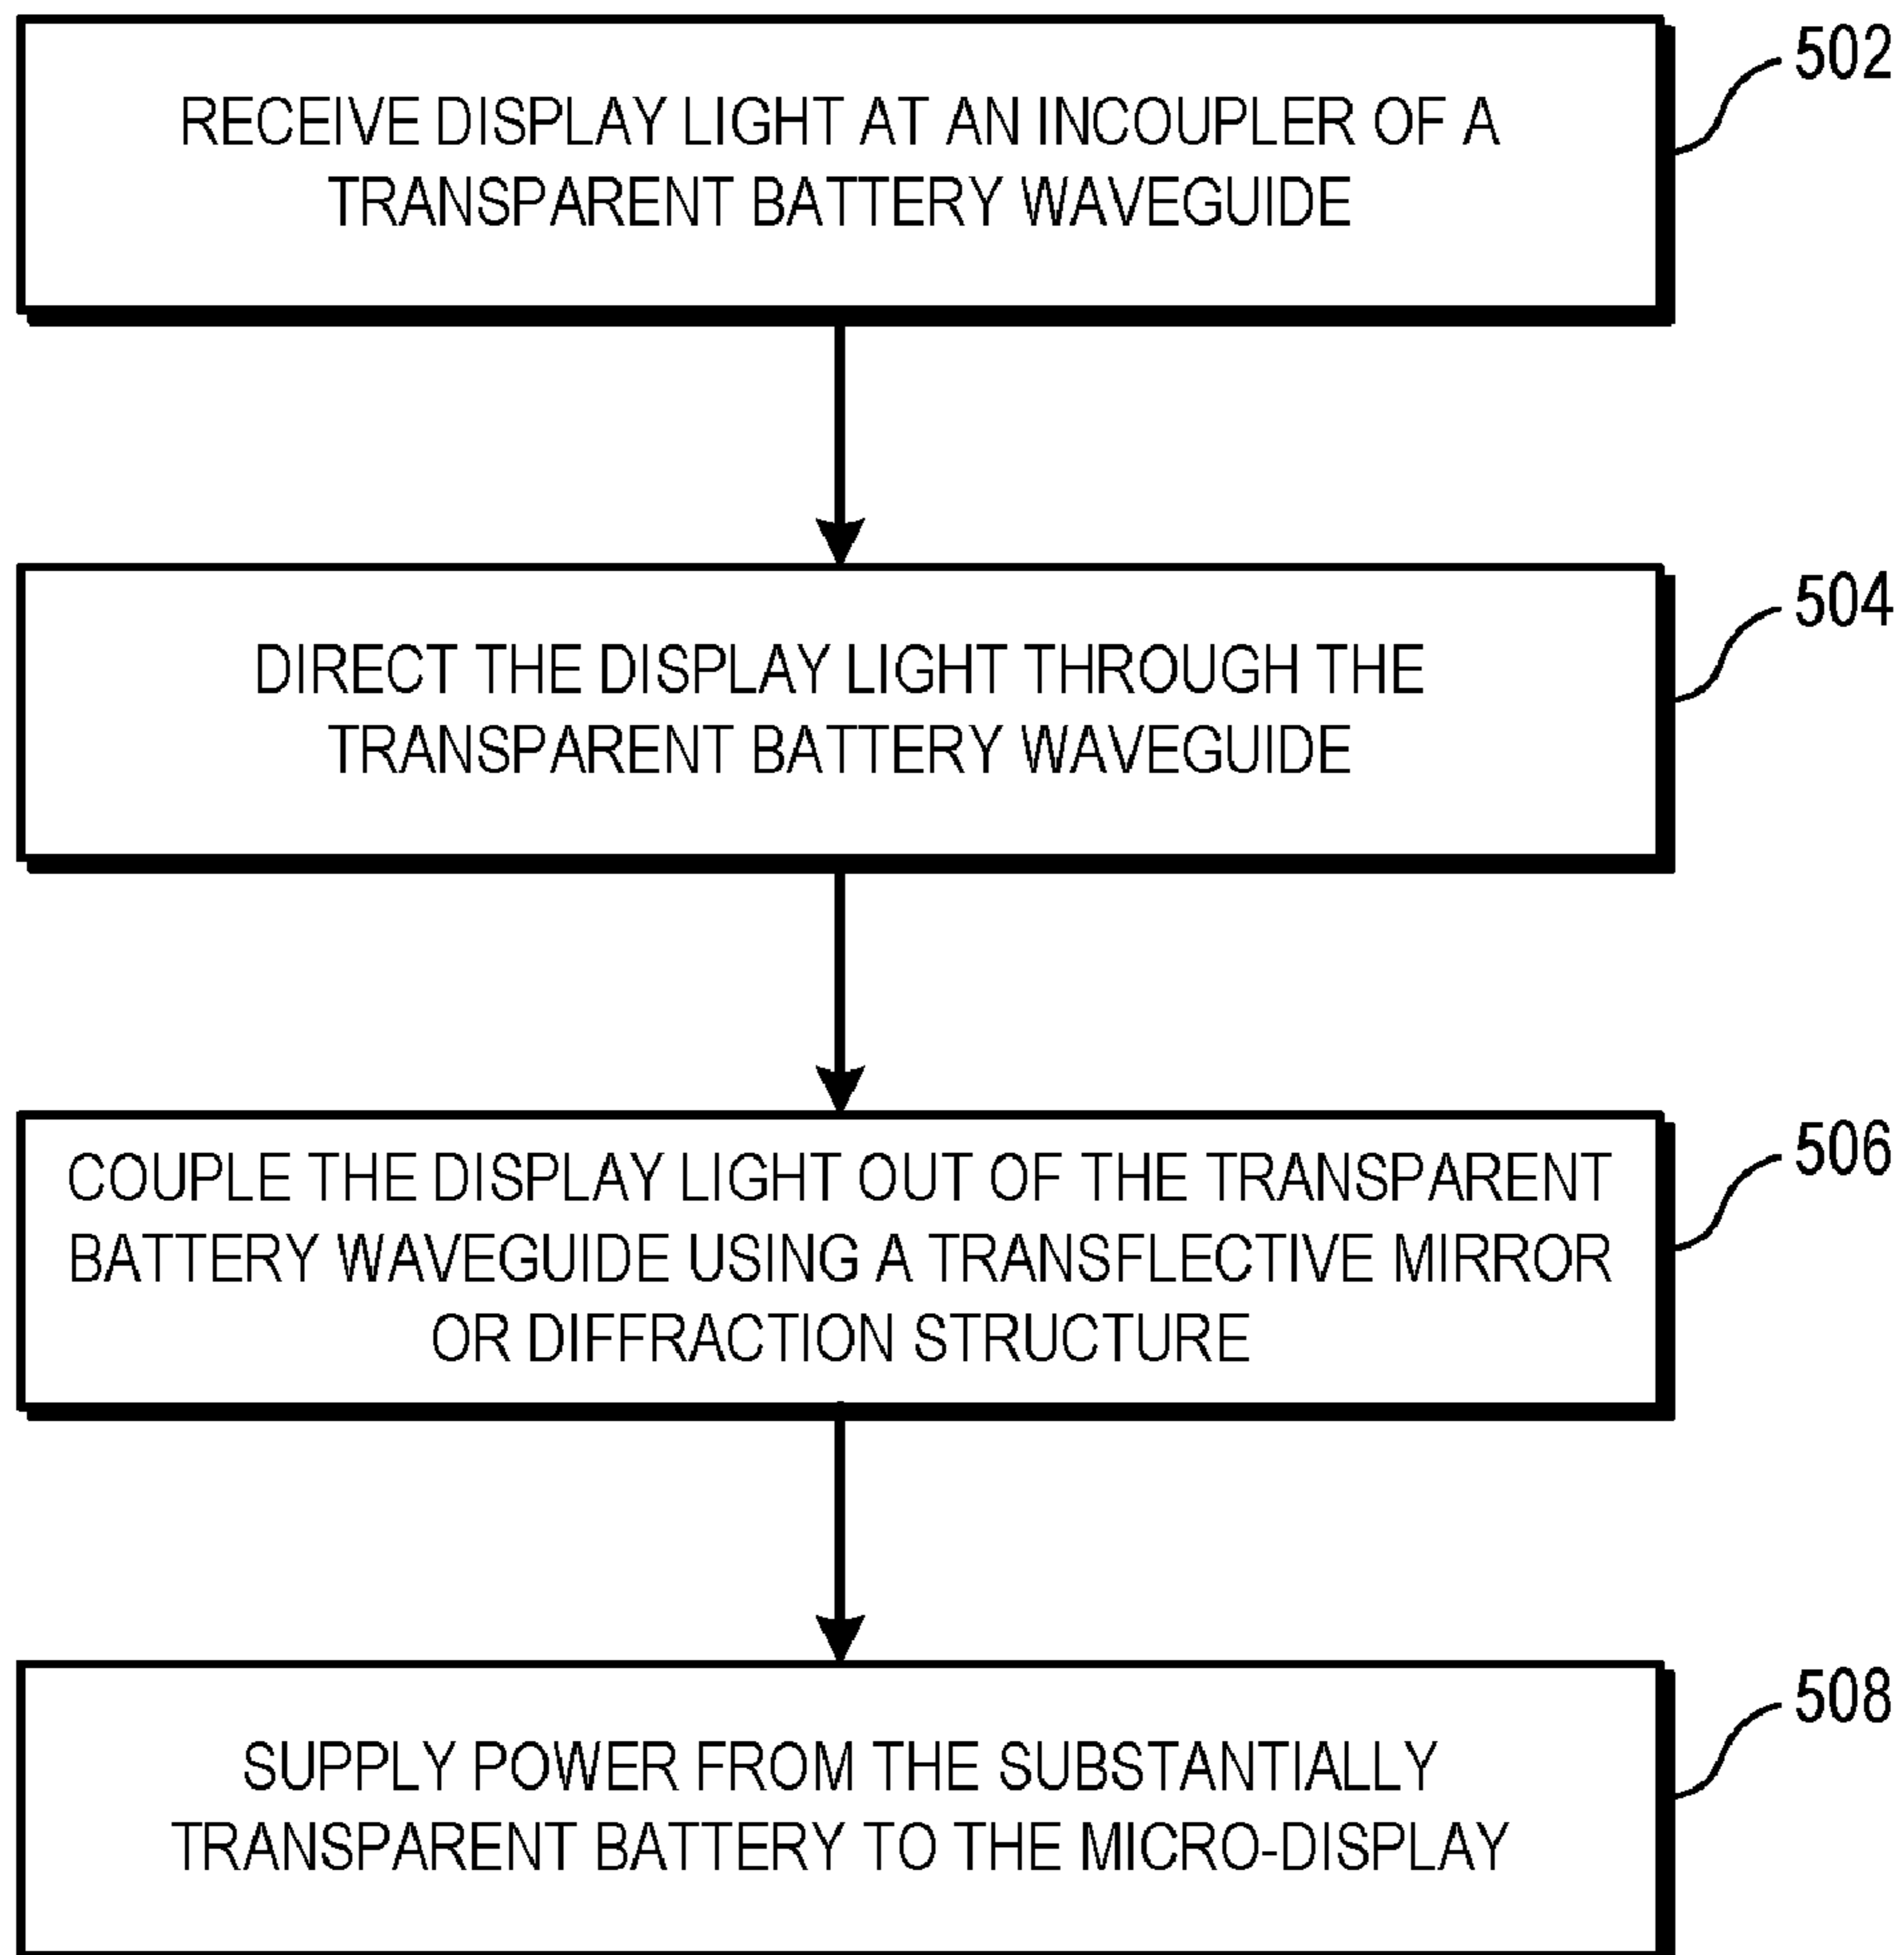 502
RECEIVE DISPLAY LIGHT AT AN INCOUPLER OF A
TRANSPARENT BATTERY WAVEGUIDE
504
DIRECT THE DISPLAY LIGHT THROUGH THE
TRANSPARENT BATTERY WAVEGUIDE
506
COUPLE THE DISPLAY LIGHT OUT OF THE TRANSPARENT
BATTERY WAVEGUIDE USING A TRANSFLECTIVE MIRROR
OR DIFFRACTION STRUCTURE
508
SUPPLY POWER FROM THE SUBSTANTIALLY
TRANSPARENT BATTERY TO THE MICRO-DISPLAY